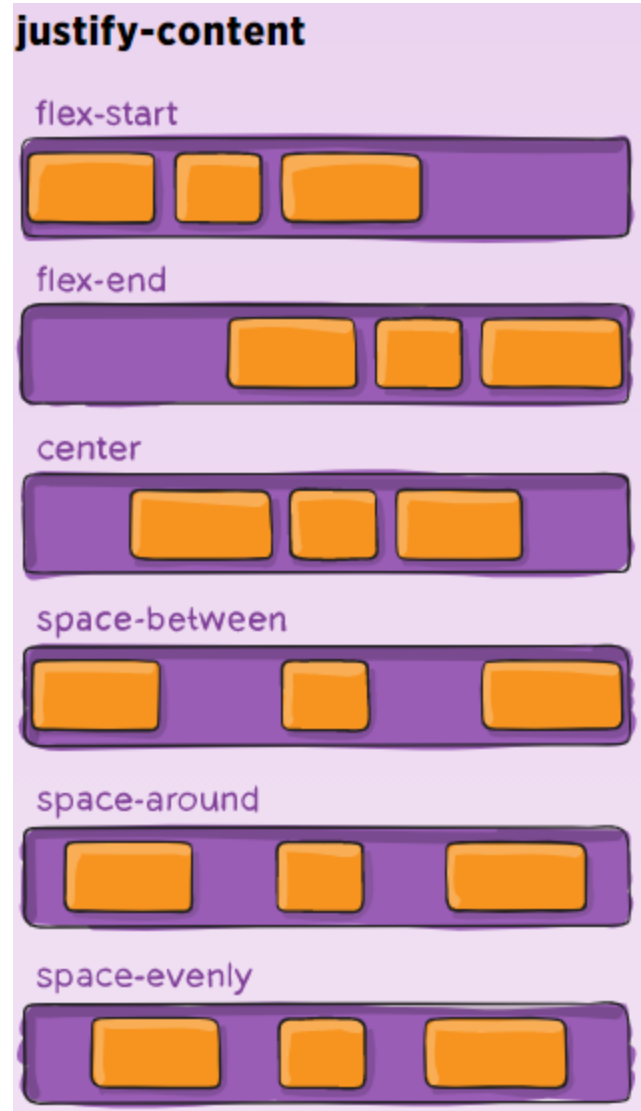 justify-content
flex-start
flex-end
center
space-between
space-around
space-evenly